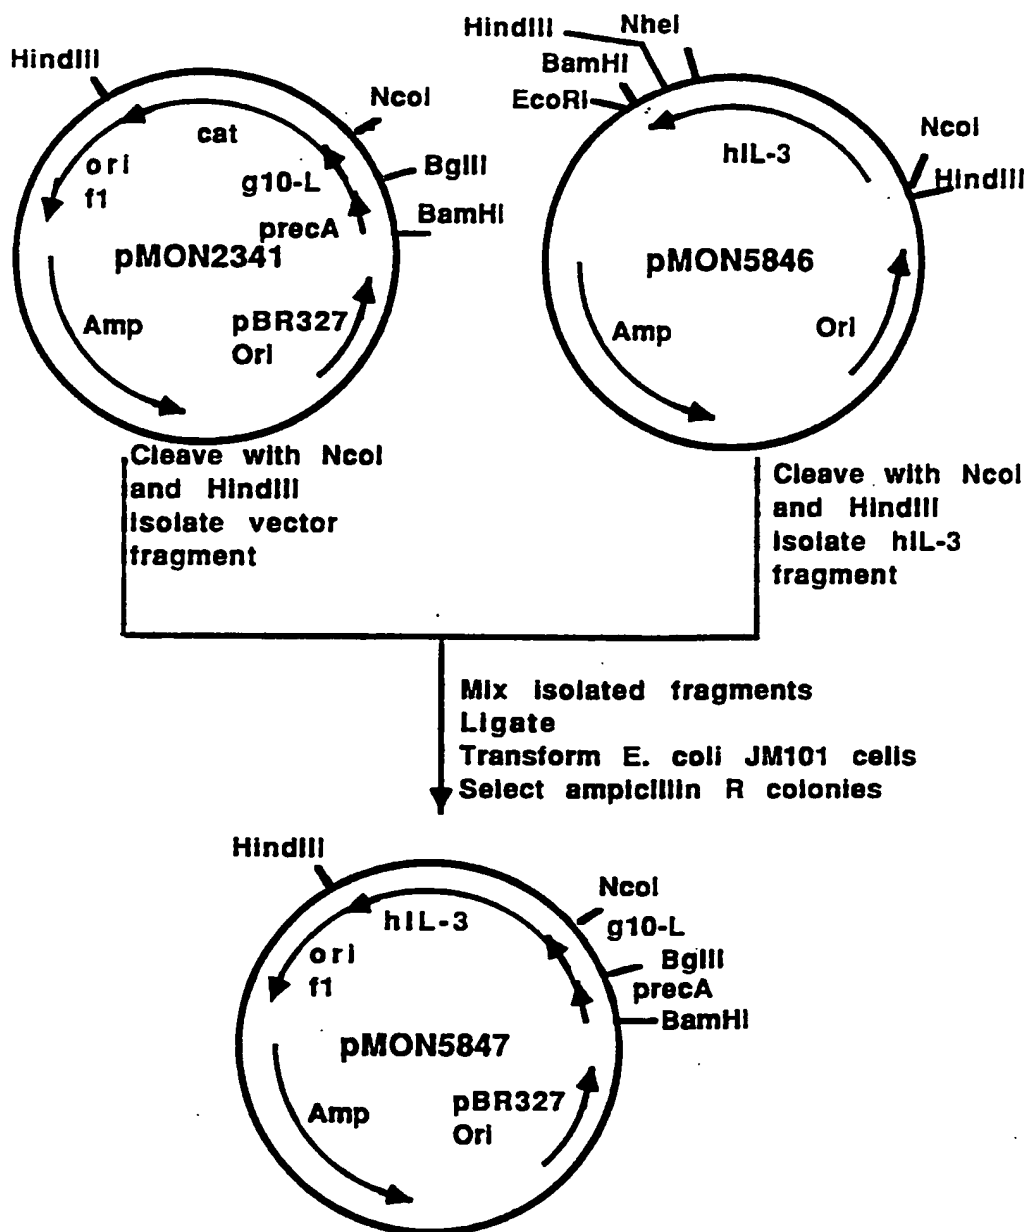 HindIII
NcoI
cat
ori
f1
g10-L
BglII
precA
BamHI
pMON2341
Amp
pBR327
Ori
HindIII
NheI
BamHI
EcoRI
NcoI
hIL-3
HindIII
pMON5846
Amp
Ori
Cleave with NcoI
and HindIII
Isolate vector
fragment
Cleave with NcoI
and HindIII
Isolate hIL-3
fragment
Mix isolated fragments
Ligate
Transform E. coli JM101 cells
Select ampicillin R colonies
HindIII
NcoI
hIL-3
g10-L
ori
f1
BglII
precA
BamHI
pMON5847
Amp
pBR327
Ori